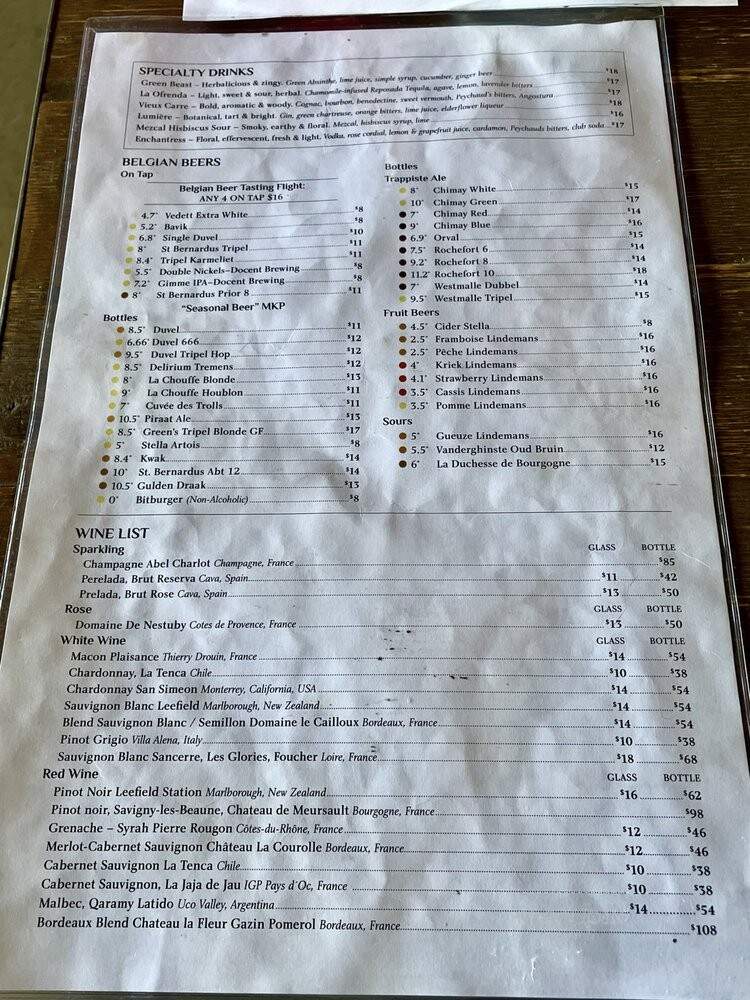 SPECIALTY DRINKS
Green Beast – Herbalicious & zingy. Green Absinthe, lime juice, simple syrup, cucumber, ginger beer $18
La Ofrenda – Light, sweet & sour, herbal. Chamomile-infused Reposada Tequila, agave, lemon, lavender bitters $17
Vieux Carre – Bold, aromatic & woody. Cognac, bourbon, benedectine, sweet vermouth, Peychaud's bitters, Angostura $17
Lumière – Botanical, tart & bright. Gin, green chartreuse, orange bitters, lime juice, elderflower liqueur $18
Mezcal Hisbiscus Sour – Smoky, earthy & floral. Mezcal, hisbiscus syrup, lime $16
Enchantress – Floral, effervescent, fresh & light. Vodka, rose cordial, lemon & grapefruit juice, cardamon, Peychauds bitters, club soda $17
BELGIAN BEERS
On Tap
Belgian Beer Tasting Flight:
ANY 4 ON TAP $16
4.7° Vedett Extra White $8
5.2° Bavik $8
6.8° Single Duvel $10
8° St Bernardus Tripel $11
8.4° Tripel Karmeliet $11
5.5° Double Nickels–Docent Brewing $8
7.2° Gimme IPA–Docent Brewing $8
8° St Bernardus Prior 8 $11
"Seasonal Beer" MKP
Bottles
8.5° Duvel $11
6.66° Duvel 666 $12
9.5° Duvel Tripel Hop $12
8.5° Delirium Tremens $12
8° La Chouffe Blonde $13
9° La Chouffe Houblon $11
7° Cuvée des Trolls $11
10.5° Piraat Ale $13
8.5° Green's Tripel Blonde GF $17
5° Stella Artois $8
8.4° Kwak $14
10° St. Bernardus Abt 12 $14
10.5° Gulden Draak $13
0° Bitburger (Non-Alcoholic) $8
Bottles
Trappiste Ale
8° Chimay White $15
10° Chimay Green $17
7° Chimay Red $14
9° Chimay Blue $16
6.9° Orval $15
7.5° Rochefort 6 $14
9.2° Rochefort 8 $14
11.2° Rochefort 10 $18
7° Westmalle Dubbel $14
9.5° Westmalle Tripel $15
Fruit Beers
4.5° Cider Stella $8
2.5° Framboise Lindemans $16
2.5° Pêche Lindemans $16
4° Kriek Lindemans $16
4.1° Strawberry Lindemans $16
3.5° Cassis Lindemans $16
3.5° Pomme Lindemans $16
Sours
5° Gueuze Lindemans $16
5.5° Vanderghinste Oud Bruin $12
6° La Duchesse de Bourgogne $15
WINE LIST
Sparkling GLASS BOTTLE
Champagne Abel Charlot Champagne, France $85
Perelada, Brut Reserva Cava, Spain $11 $42
Prelada, Brut Rose Cava, Spain $13 $50
Rose GLASS BOTTLE
Domaine De Nestuby Cotes de Provence, France $13 $50
White Wine GLASS BOTTLE
Macon Plaisance Thierry Drouin, France $14 $54
Chardonnay, La Tenca Chile $10 $38
Chardonnay San Simeon Monterrey, California, USA $14 $54
Sauvignon Blanc Leefield Marlborough, New Zealand $14 $54
Blend Sauvignon Blanc / Semillon Domaine le Cailloux Bordeaux, France $14 $54
Pinot Grigio Villa Alena, Italy $10 $38
Sauvignon Blanc Sancerre, Les Glories, Foucher Loire, France $18 $68
Red Wine GLASS BOTTLE
Pinot Noir Leefield Station Marlborough, New Zealand $16 $62
Pinot noir, Savigny-les-Beaune, Chateau de Meursault Bourgogne, France $98
Grenache – Syrah Pierre Rougon Côtes-du-Rhône, France $12 $46
Merlot-Cabernet Sauvignon Château La Courolle Bordeaux, France $12 $46
Cabernet Sauvignon La Tenca Chile $10 $38
Cabernet Sauvignon, La Jaja de Jau IGP Pays d'Oc, France $10 $38
Malbec, Qaramy Latido Uco Valley, Argentina $14 $54
Bordeaux Blend Chateau la Fleur Gazin Pomerol Bordeaux, France $108